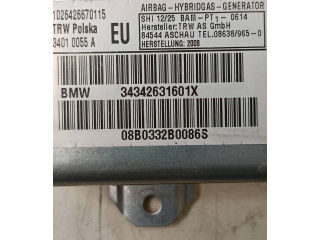 1026426670115
TRW Polska
3401 0055 A
EU
AIRBAG-HYBRIDGAS-GENERATOR
SHI 12/25 BAM-PT1-0614
Hersteller:TRW AS GmbH
84544 ASCHAU TEL.08638/965-0
HERSTELLUNG: 2008
BMW 34342631601X
08B0332B0086S